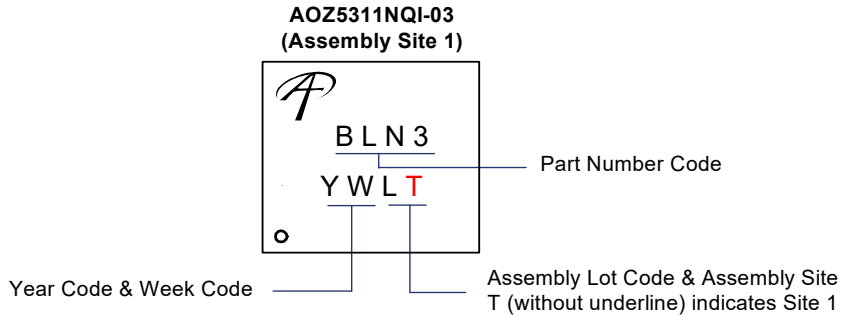 AOZ5311NQI-03
(Assembly Site 1)
BLN3
Part Number Code
YWLT
Year Code & Week Code
Assembly Lot Code & Assembly Site
T (without underline) indicates Site 1